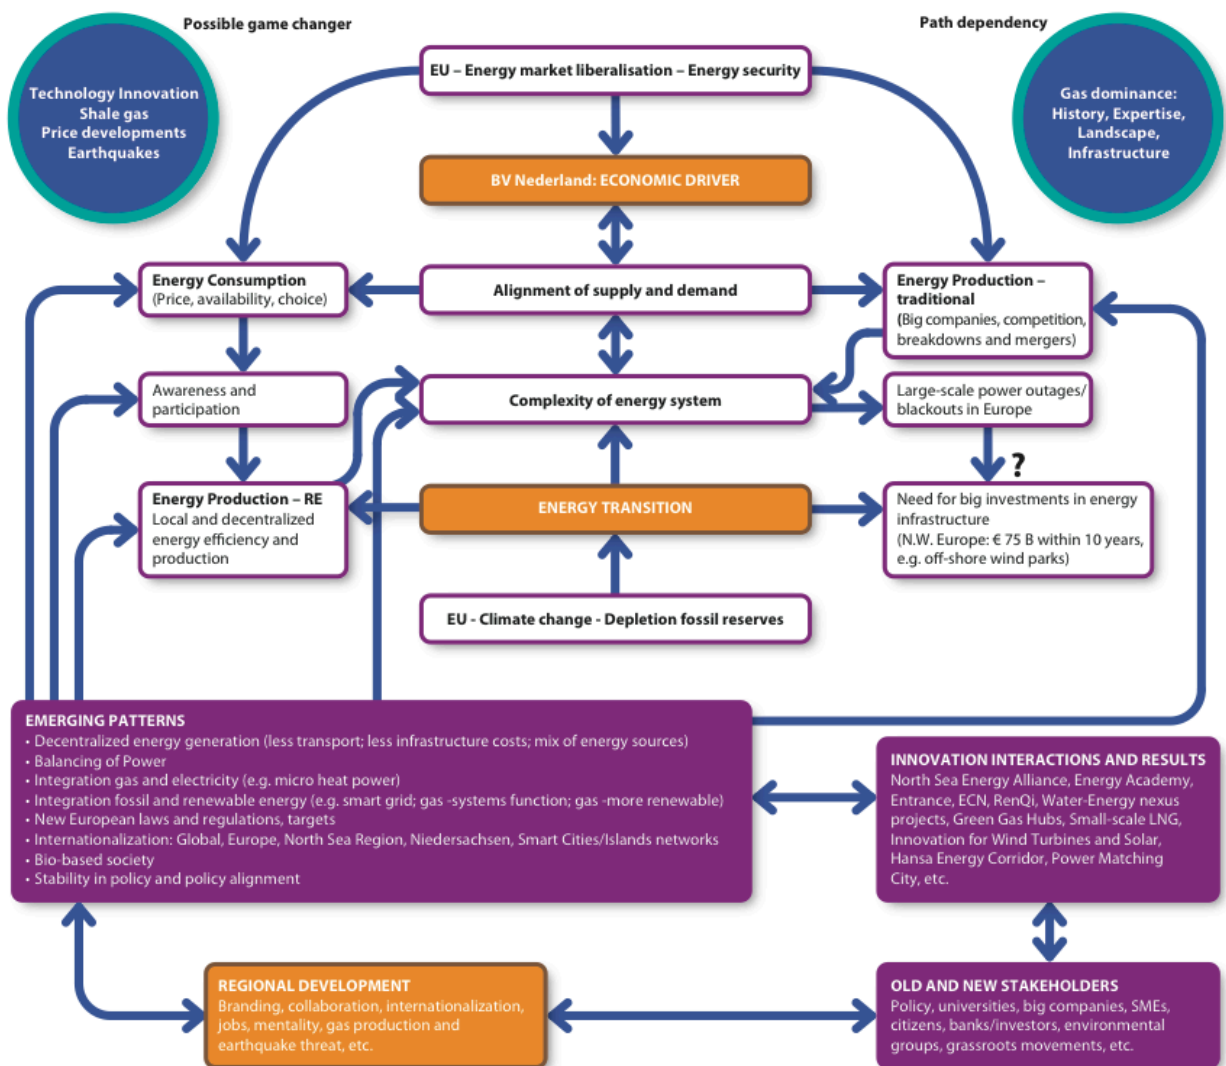 Possible game changer
Path dependency
Technology Innovation
Shale gas
Price developments
Earthquakes
EU – Energy market liberalisation – Energy security
Gas dominance:
History, Expertise,
Landscape,
Infrastructure
BV Nederland: ECONOMIC DRIVER
Energy Consumption
(Price, availability, choice)
Alignment of supply and demand
Energy Production –
traditional
(Big companies, competition,
breakdowns and mergers)
Awareness and
participation
Complexity of energy system
Large-scale power outages/
blackouts in Europe
?
Energy Production – RE
Local and decentralized
energy efficiency and
production
ENERGY TRANSITION
Need for big investments in energy
infrastructure
(N.W. Europe: € 75 B within 10 years,
e.g. off-shore wind parks)
EU - Climate change - Depletion fossil reserves
EMERGING PATTERNS
• Decentralized energy generation (less transport; less infrastructure costs; mix of energy sources)
• Balancing of Power
• Integration gas and electricity (e.g. micro heat power)
• Integration fossil and renewable energy (e.g. smart grid; gas -systems function; gas -more renewable)
• New European laws and regulations, targets
• Internationalization: Global, Europe, North Sea Region, Niedersachsen, Smart Cities/Islands networks
• Bio-based society
• Stability in policy and policy alignment
INNOVATION INTERACTIONS AND RESULTS
North Sea Energy Alliance, Energy Academy,
Entrance, ECN, RenQi, Water-Energy nexus
projects, Green Gas Hubs, Small-scale LNG,
Innovation for Wind Turbines and Solar,
Hansa Energy Corridor, Power Matching
City, etc.
REGIONAL DEVELOPMENT
Branding, collaboration, internationalization,
jobs, mentality, gas production and
earthquake threat, etc.
OLD AND NEW STAKEHOLDERS
Policy, universities, big companies, SMEs,
citizens, banks/investors, environmental
groups, grassroots movements, etc.